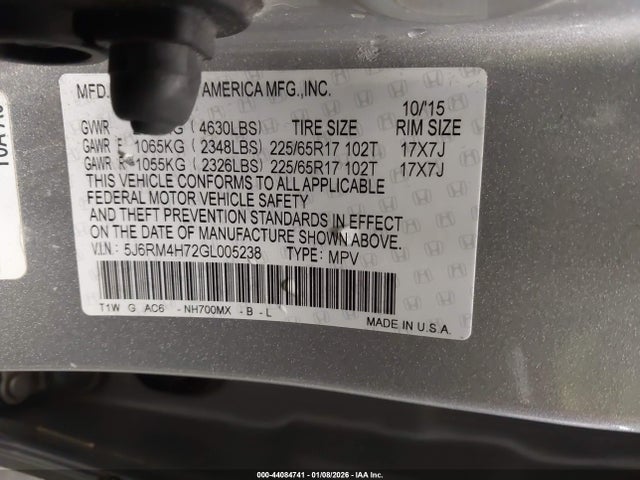 MFD. AMERICA MFG.,INC.
10/'15
GVWR (4630LBS) TIRE SIZE RIM SIZE
GAWR 1065KG (2348LBS) 225/65R17 102T 17X7J
GAWR 1055KG (2326LBS) 225/65R17 102T 17X7J
THIS VEHICLE CONFORMS TO ALL APPLICABLE
FEDERAL MOTOR VEHICLE SAFETY
AND THEFT PREVENTION STANDARDS IN EFFECT
ON THE DATE OF MANUFACTURE SHOWN ABOVE.
V.I.N.: 5J6RM4H72GL005238 TYPE: MPV
T1W G AC6 - NH700MX - B - L
MADE IN U.S.A.
000-44084741 - 01/08/2026 - IAA Inc.